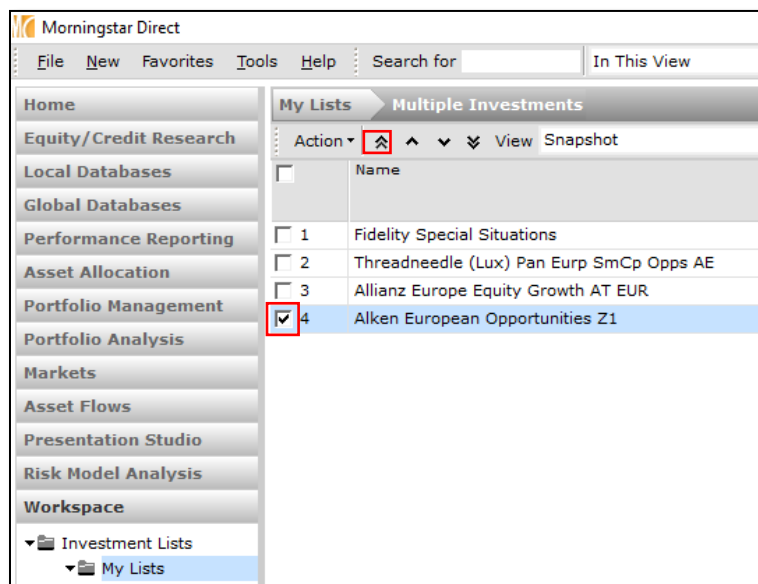 Morningstar Direct
File New Favorites Tools Help Search for In This View
Home
Equity/Credit Research
Local Databases
Global Databases
Performance Reporting
Asset Allocation
Portfolio Management
Portfolio Analysis
Markets
Asset Flows
Presentation Studio
Risk Model Analysis
Workspace
Investment Lists
My Lists
My Lists Multiple Investments
Action View Snapshot
Name
1 Fidelity Special Situations
2 Threadneedle (Lux) Pan Eurp SmCp Opps AE
3 Allianz Europe Equity Growth AT EUR
4 Alken European Opportunities Z1